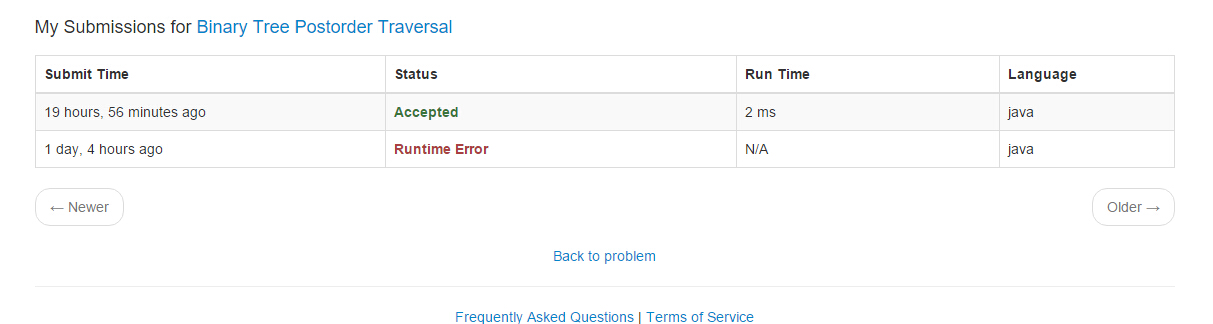 My Submissions for Binary Tree Postorder Traversal
Submit Time Status Run Time Language
19 hours, 56 minutes ago Accepted 2 ms java
1 day, 4 hours ago Runtime Error N/A java
← Newer Older →
Back to problem
Frequently Asked Questions | Terms of Service